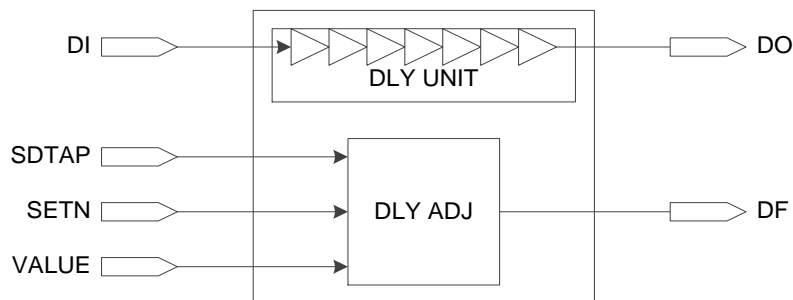 DI
DLY UNIT
DO
SDTAP
SETN
DLY ADJ
DF
VALUE